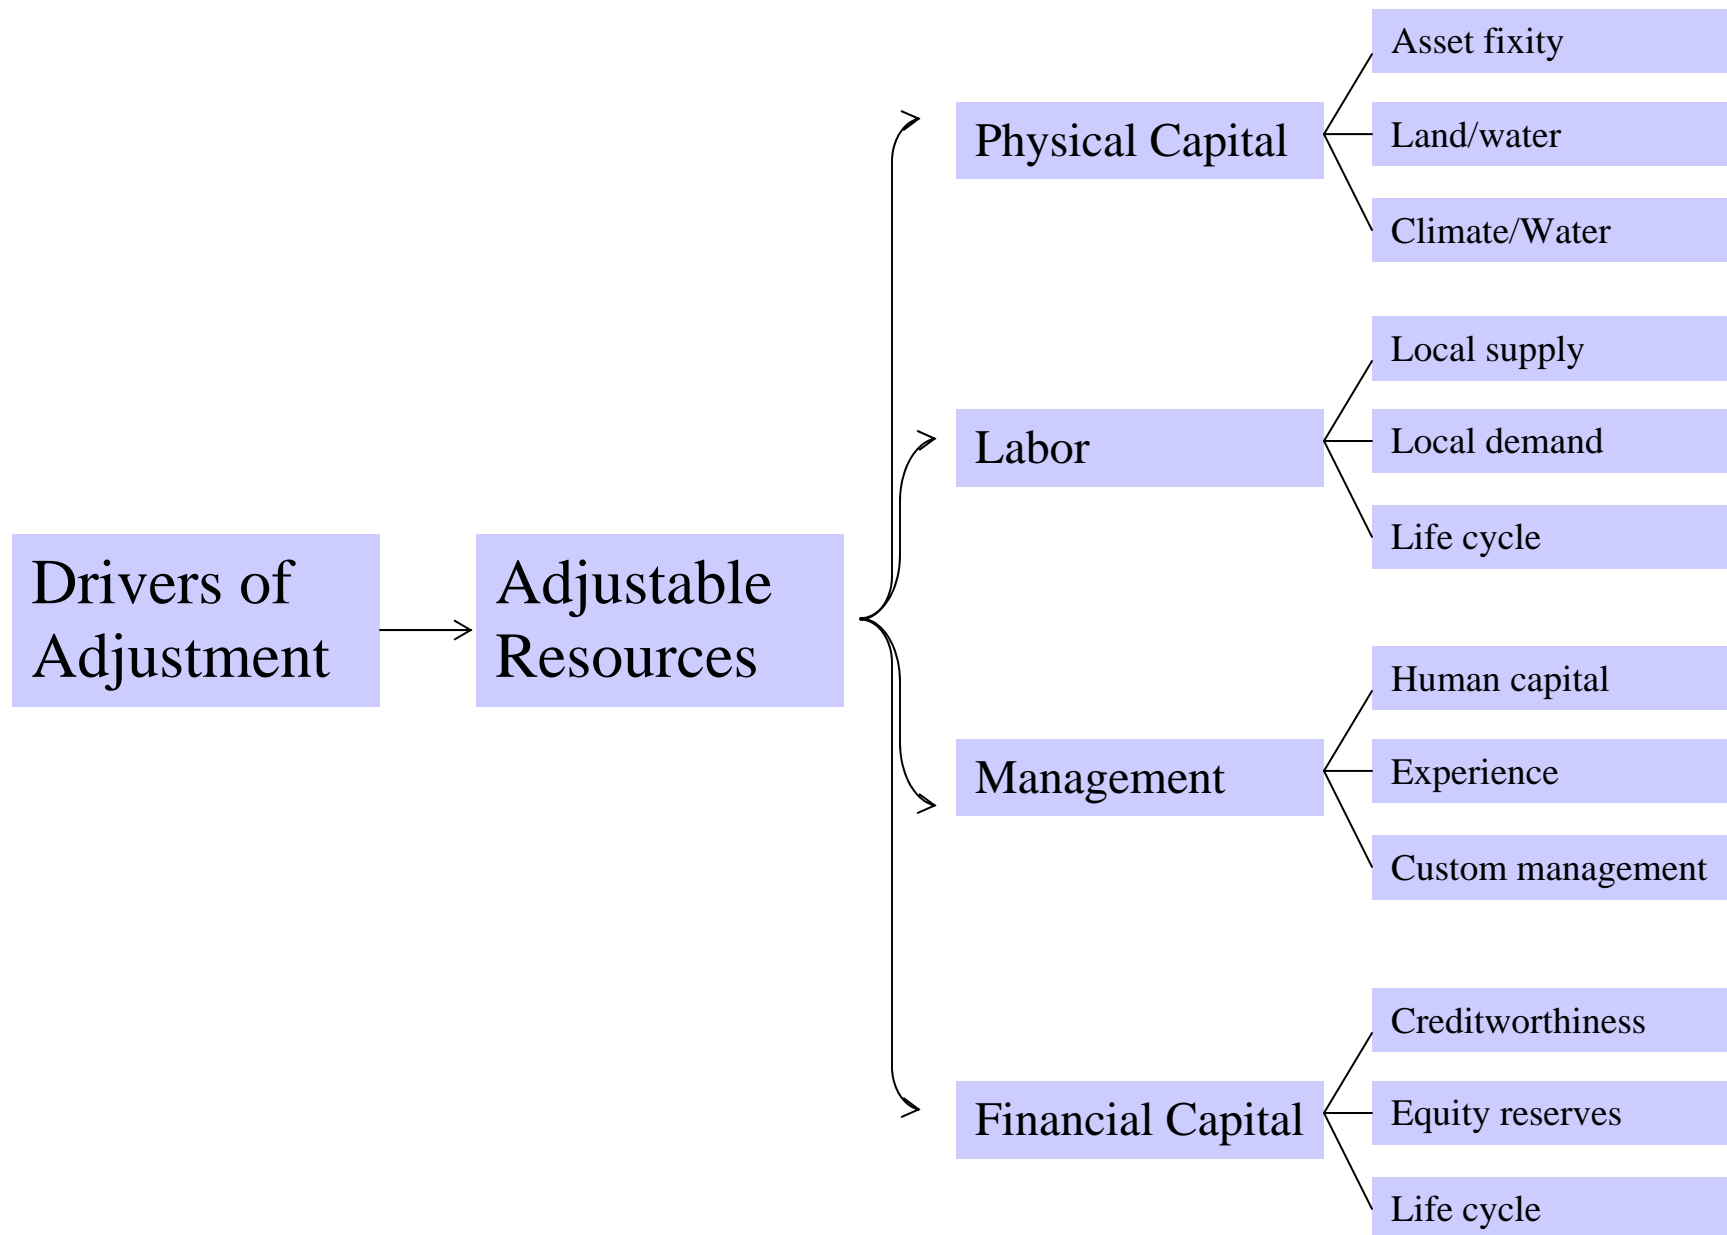 Drivers of
Adjustment
Adjustable
Resources
Physical Capital
Asset fixity
Land/water
Climate/Water
Labor
Local supply
Local demand
Life cycle
Management
Human capital
Experience
Custom management
Financial Capital
Creditworthiness
Equity reserves
Life cycle